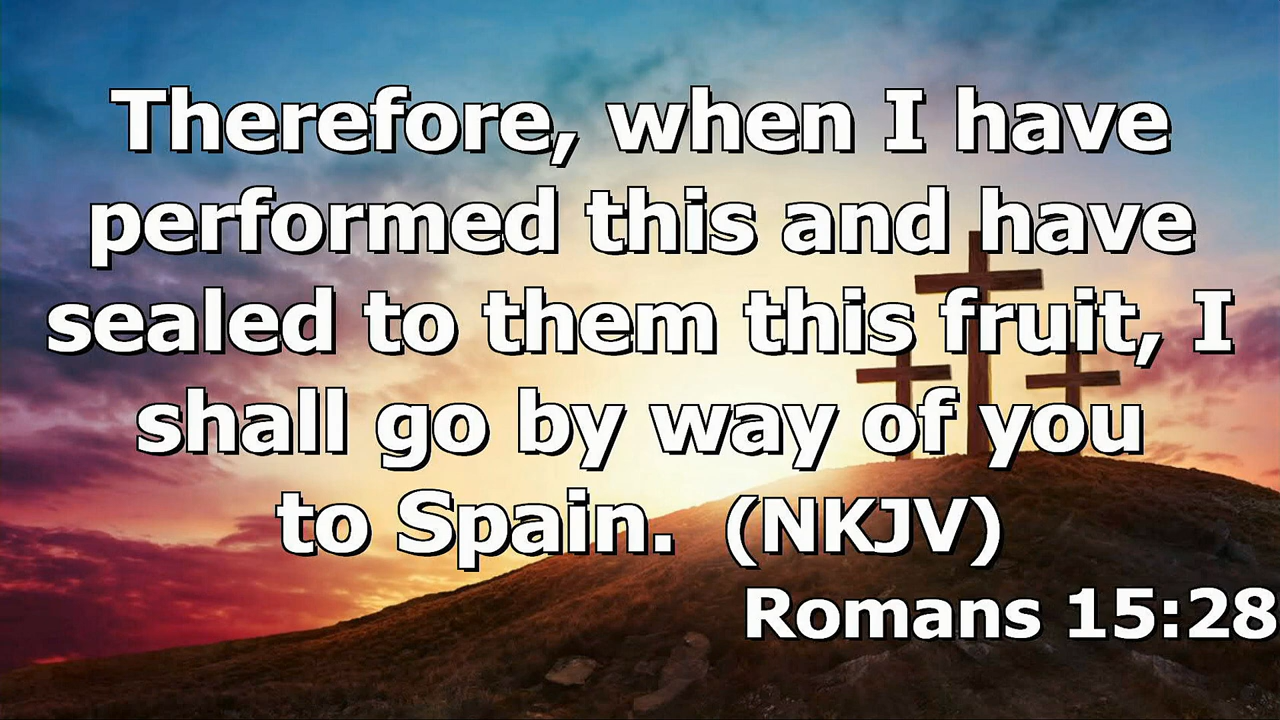 Therefore, when I have
performed this and have
sealed to them this fruit, I
shall go by way of you
to Spain. (NKJV)
Romans 15:28